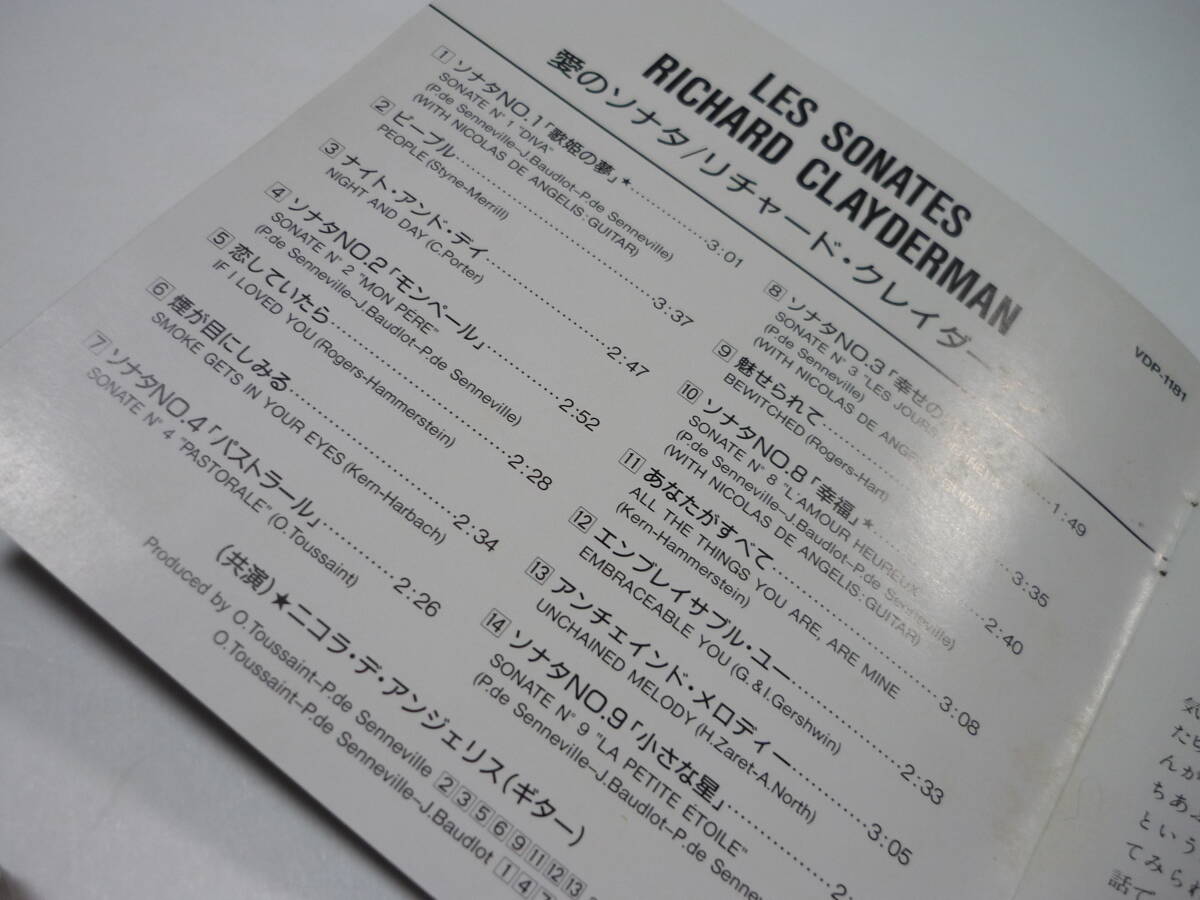 LES SONATES
RICHARD CLAYDERMAN
愛のソナタ/リチャード・クレイダー
VDP-1181
1 ソナタNO.1「歌姫の夢」★………3:01
SONATE N° 1 "DIVA"
(P.de Senneville–J.Baudlot–P.de Senneville)
(WITH NICOLAS DE ANGELIS:GUITAR)
2 ピープル………3:37
PEOPLE (Styne-Merrill)
3 ナイト・アンド・デイ………2:47
NIGHT AND DAY (C.Porter)
4 ソナタNO.2「モンペール」………2:52
SONATE N° 2 "MON PÈRE"
(P.de Senneville–J.Baudlot–P.de Senneville)
5 恋していたら………2:28
IF I LOVED YOU (Rogers-Hammerstein)
6 煙が目にしみる………2:34
SMOKE GETS IN YOUR EYES (Kern-Harbach)
7 ソナタNO.4「パストラール」………2:26
SONATE N° 4 "PASTORALE" (O.Toussaint)
8 ソナタNO.3「幸せの 1:49
SONATE N° 3 "LES JOURS
(P.de Senneville)
(WITH NICOLAS DE ANGELIS
9 魅せられて………3:35
BEWITCHED (Rogers-Hart)
10 ソナタNO.8「幸福」★………2:40
SONATE N° 8 "L'AMOUR HEUREUX
(P.de Senneville–J.Baudlot–P.de Senneville)
(WITH NICOLAS DE ANGELIS:GUITAR)
11 あなたがすべて………3:08
ALL THE THINGS YOU ARE, ARE MINE
(Kern-Hammerstein)
12 エンブレイサブル・ユー………2:33
EMBRACEABLE YOU (G.&I.Gershwin)
13 アンチェインド・メロディー………3:05
UNCHAINED MELODY (H.Zaret-A.North)
14 ソナタNO.9「小さな星」………2:
SONATE N° 9 "LA PETITE ÉTOILE"
(P.de Senneville–J.Baudlot–P.de Senneville
(共演)★ニコラ・デ・アンジェリス(ギター)
Produced by O.Toussaint–P.de Senneville 2 3 5 6 9 11 12 13
O.Toussaint–P.de Senneville–J.Baudlot 1 4 7